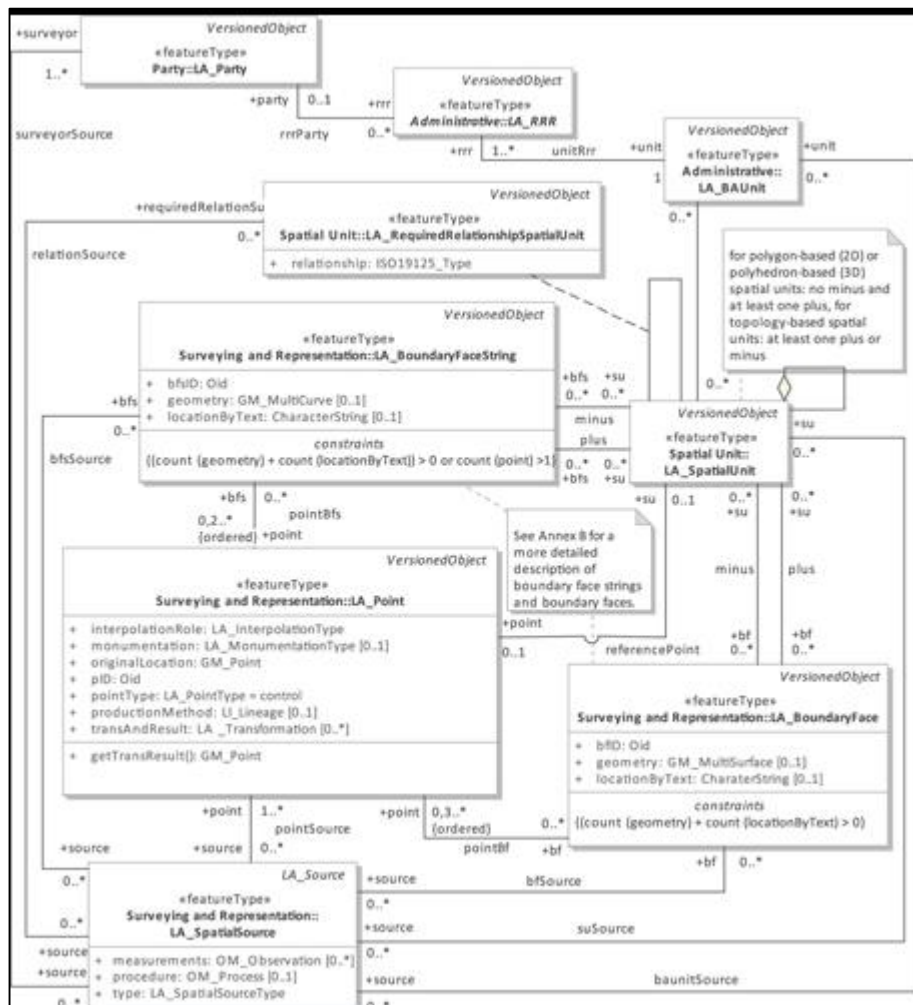 +surveyor
VersionedObject
«featureType»
Party::LA_Party
1..*
+party
0..1
surveyorSource
rrrParty
+rrr
0..*
VersionedObject
«featureType»
Administrative::LA_RRR
+rrr
1..*
unitRrr
+unit
1
VersionedObject
«featureType»
Administrative::
LA_BAUnit
+unit
0..*
0..*
+requiredRelationSu
0..*
relationSource
VersionedObject
«featureType»
Spatial Unit::LA_RequiredRelationshipSpatialUnit
+ relationship: ISO19125_Type
for polygon-based (2D) or
polyhedron-based (3D)
spatial units: no minus and
at least one plus, for
topology-based spatial
units: at least one plus or
minus
VersionedObject
«featureType»
Surveying and Representation::LA_BoundaryFaceString
+ bfsID: Oid
+ geometry: GM_MultiCurve [0..1]
+ locationByText: CharacterString [0..1]
constraints
{(count (geometry) + count (locationByText)) > 0 or count (point) >1}
+bfs
0..*
bfsSource
+bfs +su
0..* 0..*
minus
plus
0..* 0..*
+bfs +su
0..*
VersionedObject
«featureType»
Spatial Unit::
LA_SpatialUnit
+su
0..*
+su
0..1
0..*
+su
0..*
+su
+bfs
0..*
pointBfs
0,2..*
{ordered}
+point
See Annex B for a
more detailed
description of
boundary face strings
and boundary faces.
minus
plus
VersionedObject
«featureType»
Surveying and Representation::LA_Point
+ interpolationRole: LA_InterpolationType
+ monumentation: LA_MonumentationType [0..1]
+ originalLocation: GM_Point
+ pID: Oid
+ pointType: LA_PointType = control
+ productionMethod: LI_Lineage [0..1]
+ transAndResult: LA _Transformation [0..*]
+ getTransResult(): GM_Point
+point
0..1
referencePoint
+bf
0..*
+bf
0..*
VersionedObject
«featureType»
Surveying and Representation::LA_BoundaryFace
+ bfID: Oid
+ geometry: GM_MultiSurface [0..1]
+ locationByText: CharaterString [0..1]
constraints
{(count (geometry) + count (locationByText) > 0)
+point
1..*
pointSource
+source
0..*
+point
0,3..*
{ordered}
pointBf
0..*
+bf
+bf
0..*
+source
0..*
0..*
+source
0..*
LA_Source
«featureType»
Surveying and Representation::
LA_SpatialSource
+ measurements: OM_Observation [0..*]
+ procedure: OM_Process [0..1]
+ type: LA_SpatialSourceType
+source
0..*
bfSource
+source
0..*
suSource
+source
0..*
baunitSource
+source